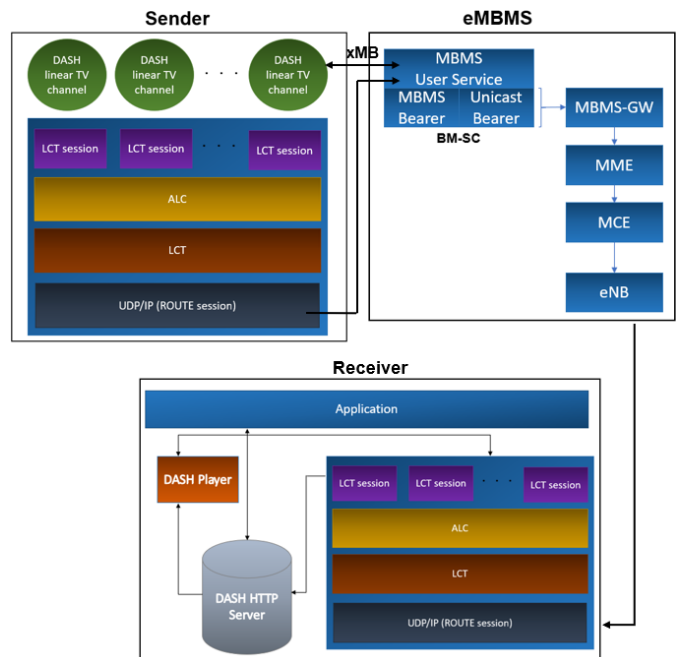 Sender
DASH
linear TV
channel
DASH
linear TV
channel
. . .
DASH
linear TV
channel
LCT session
LCT session
. . .
LCT session
ALC
LCT
UDP/IP (ROUTE session)
xMB
eMBMS
MBMS
User Service
MBMS
Bearer
Unicast
Bearer
BM-SC
MBMS-GW
MME
MCE
eNB
Receiver
Application
DASH Player
DASH HTTP
Server
LCT session
LCT session
. . .
LCT session
ALC
LCT
UDP/IP (ROUTE session)